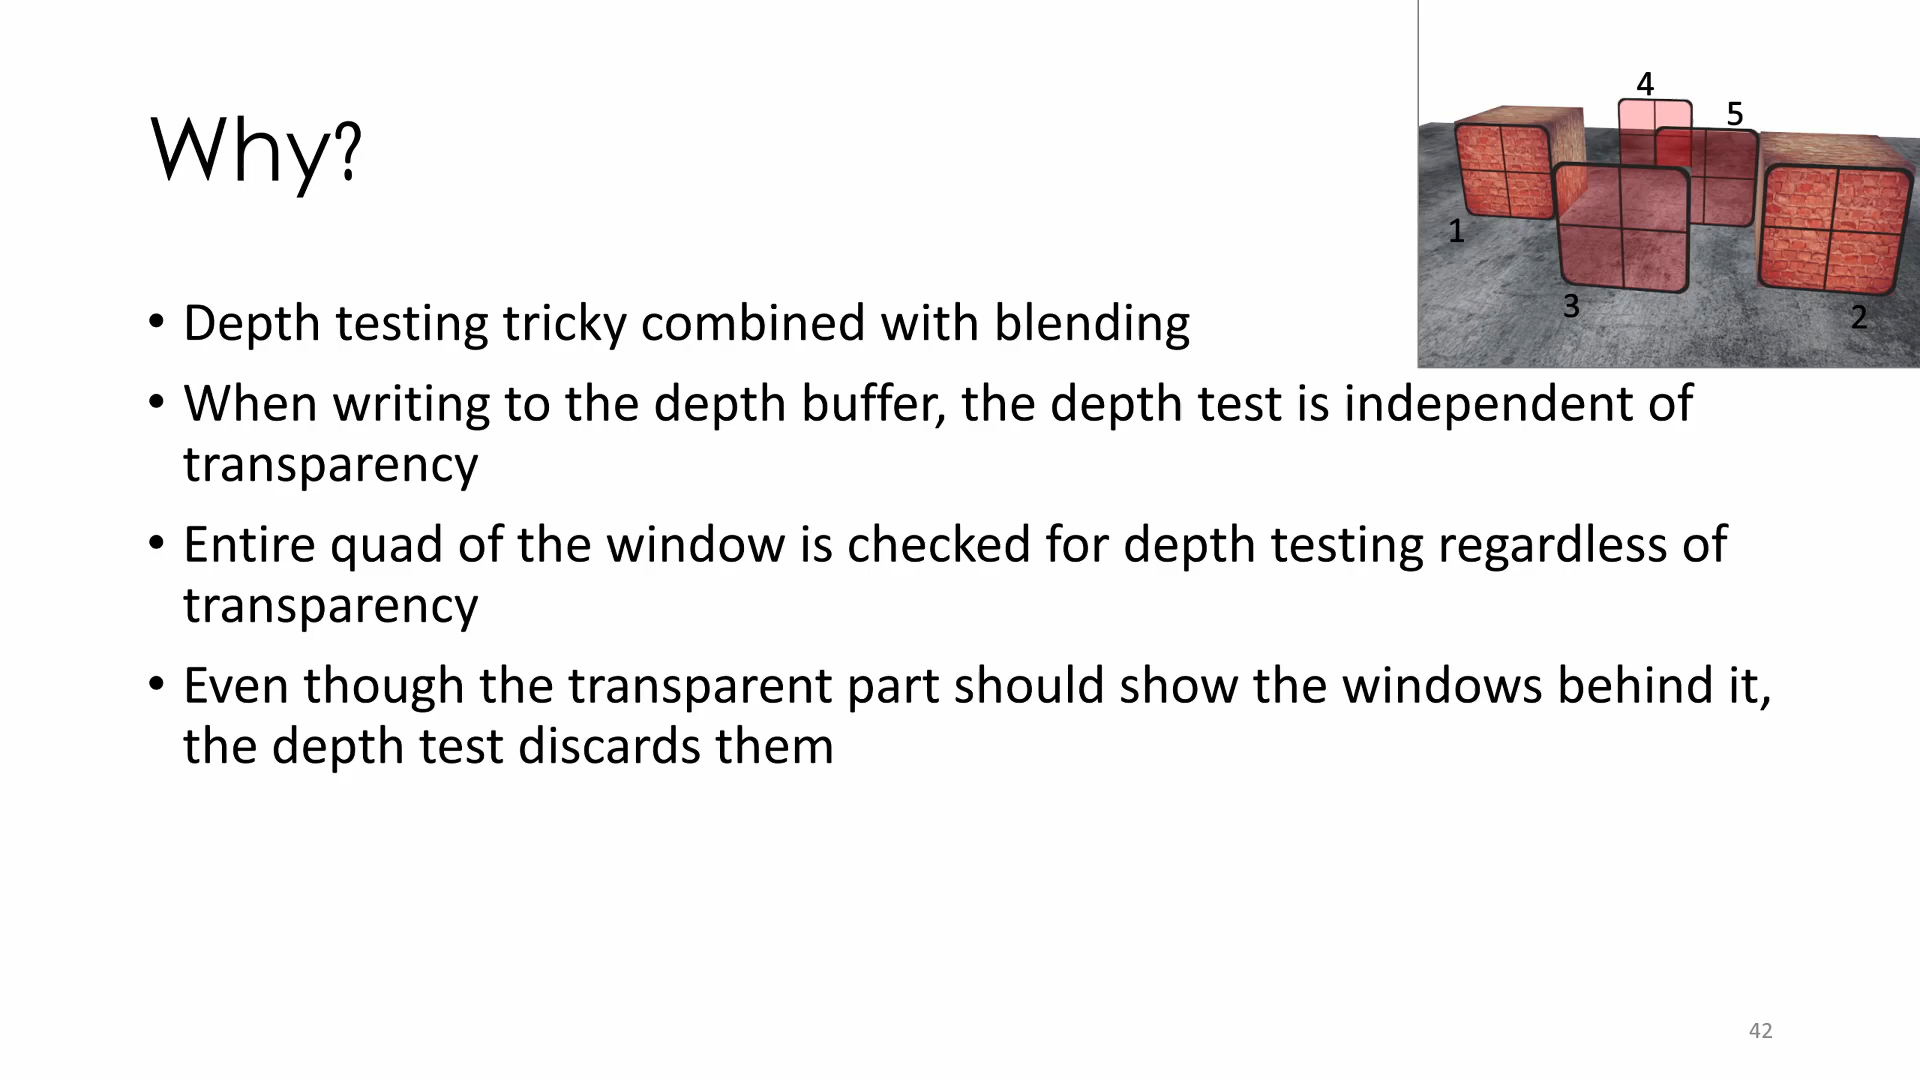 Why?
4
5
1
3
2
• Depth testing tricky combined with blending
• When writing to the depth buffer, the depth test is independent of
transparency
• Entire quad of the window is checked for depth testing regardless of
transparency
• Even though the transparent part should show the windows behind it,
the depth test discards them
42